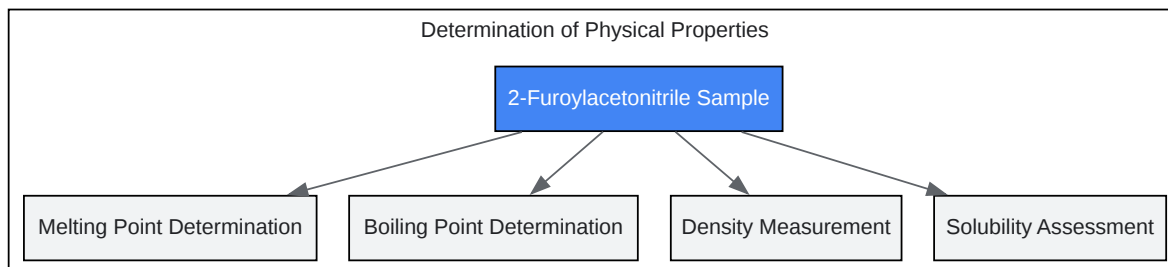 Determination of Physical Properties
2-Furoylacetonitrile Sample
Melting Point Determination
Boiling Point Determination
Density Measurement
Solubility Assessment